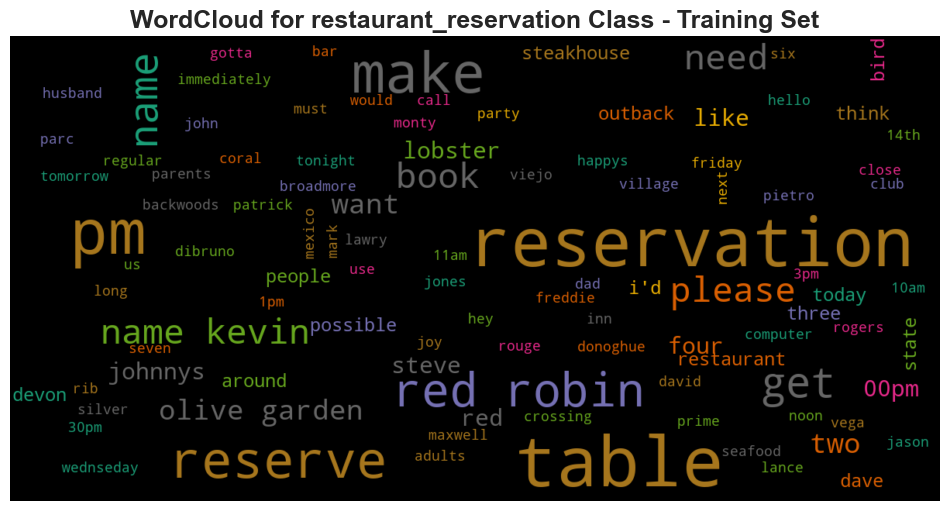 WordCloud for restaurant_reservation Class - Training Set
gotta
bar
make
steakhouse
need
six
bird
name
immediately
husband
must
would
call
party
outback
like
hello
think
14th
john
monty
parc
regular
coral
tonight
lobster
happys
friday
close
tomorrow
parents
broadmore
book
viejo
village
next
pietro
club
backwoods
patrick
want
mexico
mark
pm
reservation
dibruno
lawry
us
11am
people
use
jones
dad
i'd
please
3pm
10am
long
1pm
freddie
today
name kevin
possible
hey
inn
three
computer
rogers
state
seven
joy
rouge
donoghue
four
restaurant
johnnys
steve
around
david
get
00pm
devon
rib
red robin
silver
olive garden
red
crossing
prime
noon
vega
30pm
maxwell
two
jason
reserve
table
seafood
wednseday
adults
lance
dave